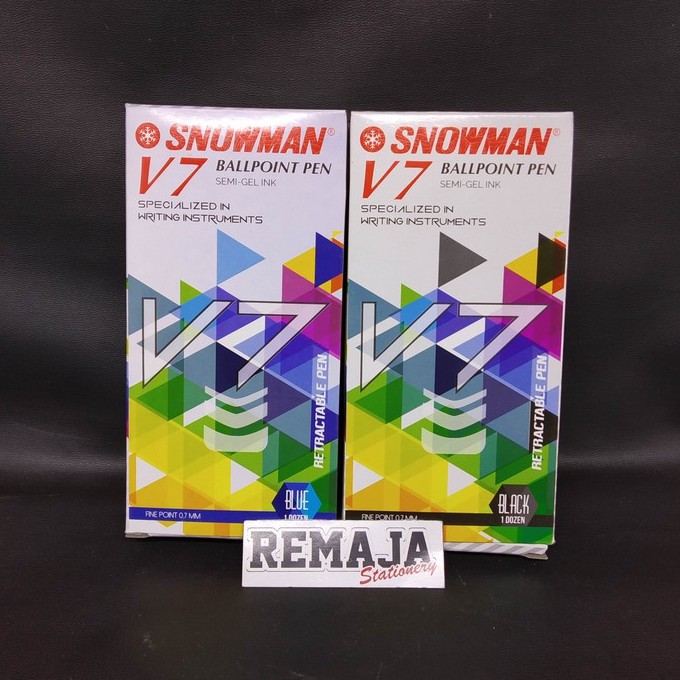 SNOWMAN®
V7 BALLPOINT PEN
SEMI-GEL INK
SPECIALIZED IN
WRITING INSTRUMENTS
V7
RETRACTABLE PEN
BLUE
1 DOZEN
FINE POINT 0.7 MM
SNOWMAN®
V7 BALLPOINT PEN
SEMI-GEL INK
SPECIALIZED IN
WRITING INSTRUMENTS
V7
RETRACTABLE PEN
BLACK
1 DOZEN
FINE POINT 0.7 MM
REMAJA
Stationery